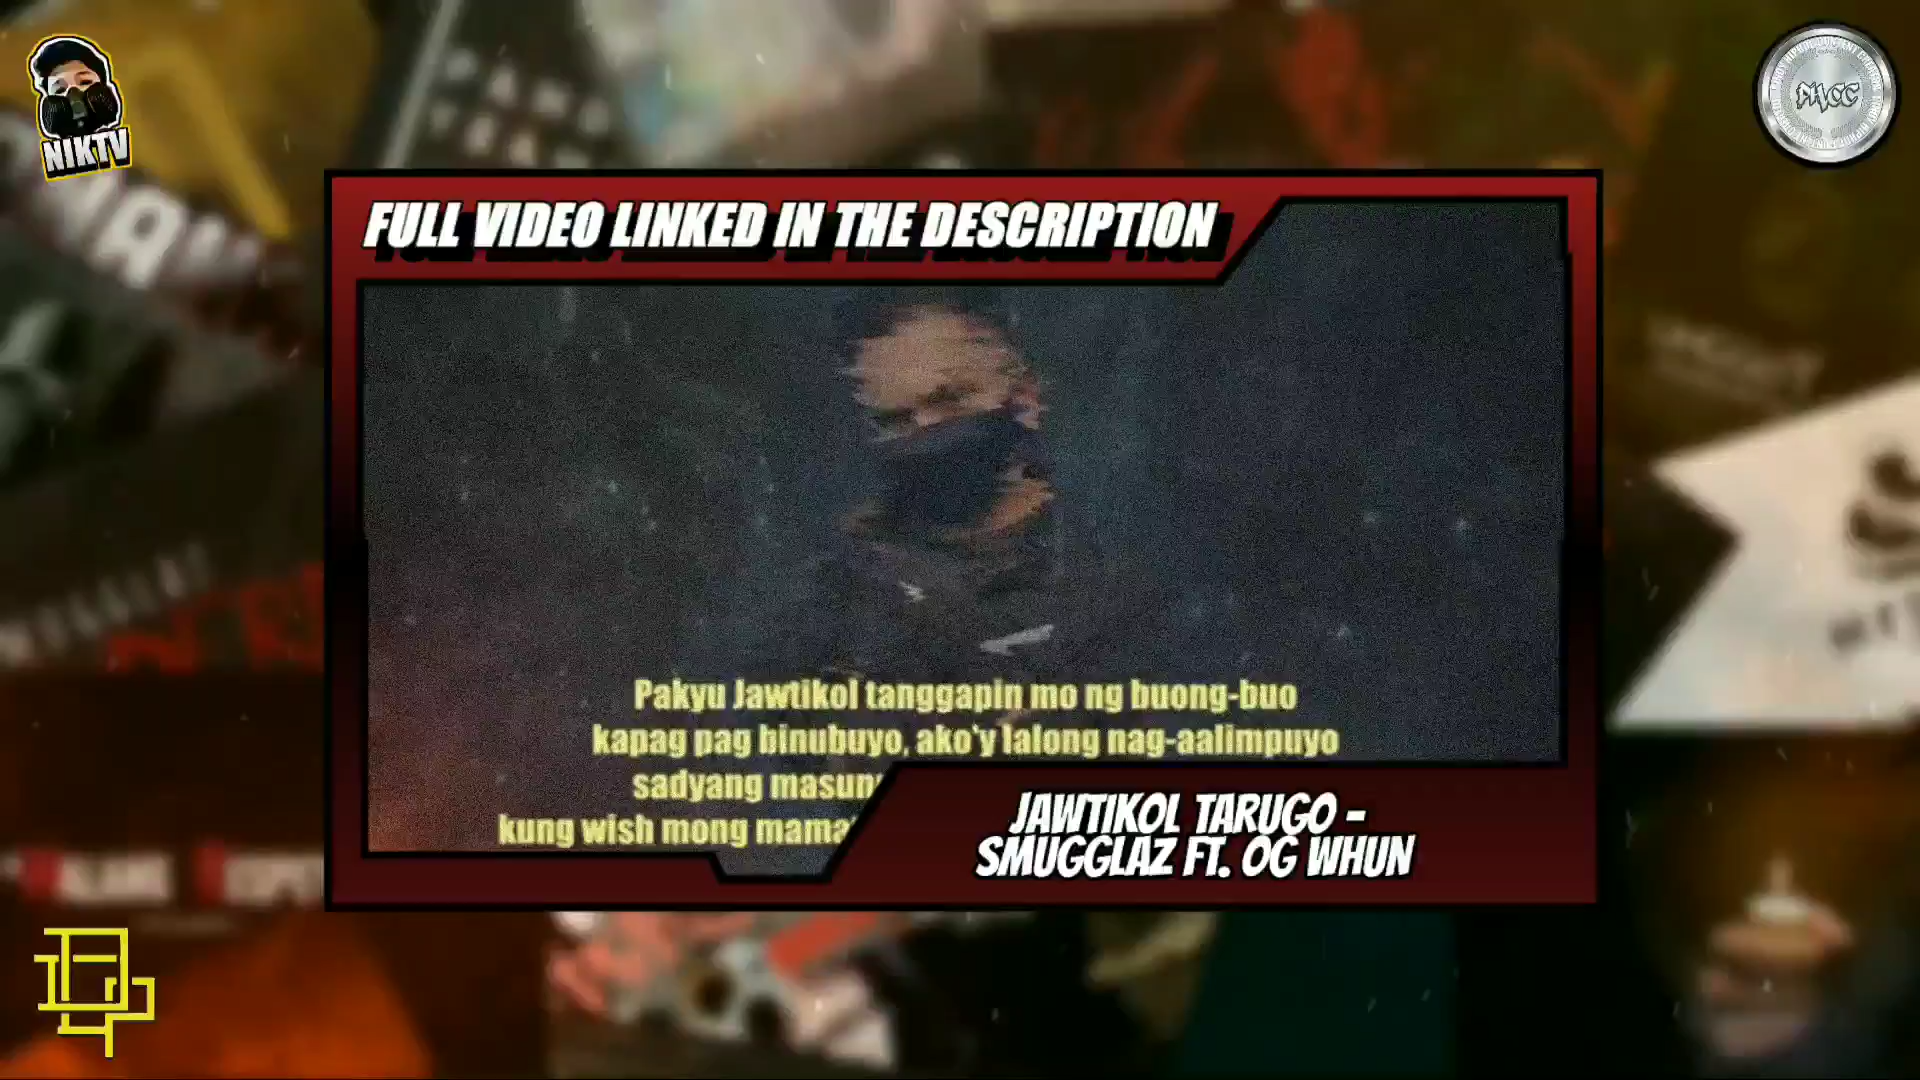 NIKTV
PHCC
FULL VIDEO LINKED IN THE DESCRIPTION
Pakyu Jawtikol tanggapin mo ng buong-buo
kapag pag binubuyo, ako'y lalong nag-aalimpuyo
sadyang
kung wish mong
JAWTIKOL TARUGO -
SMUGGLAZ FT. OG WHUN